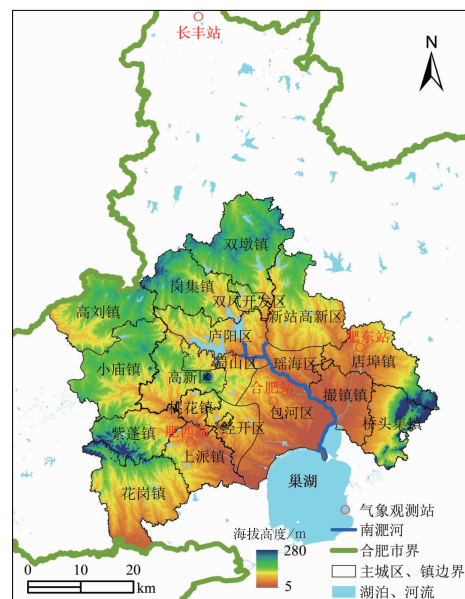 长丰站
N
双墩镇
岗集镇
高刘镇
双凤开发区
新站高新区
庐阳区
肥东站
店埠镇
小庙镇
蜀山区
瑶海区
高新区
撮镇镇
合肥站
桃花镇
包河区
桥头集镇
紫蓬镇
肥西站
经开区
上派镇
花岗镇
巢湖
气象观测站
南淝河
合肥市界
主城区、镇边界
湖泊、河流
海拔高度/m
280
5
0 10 20
km